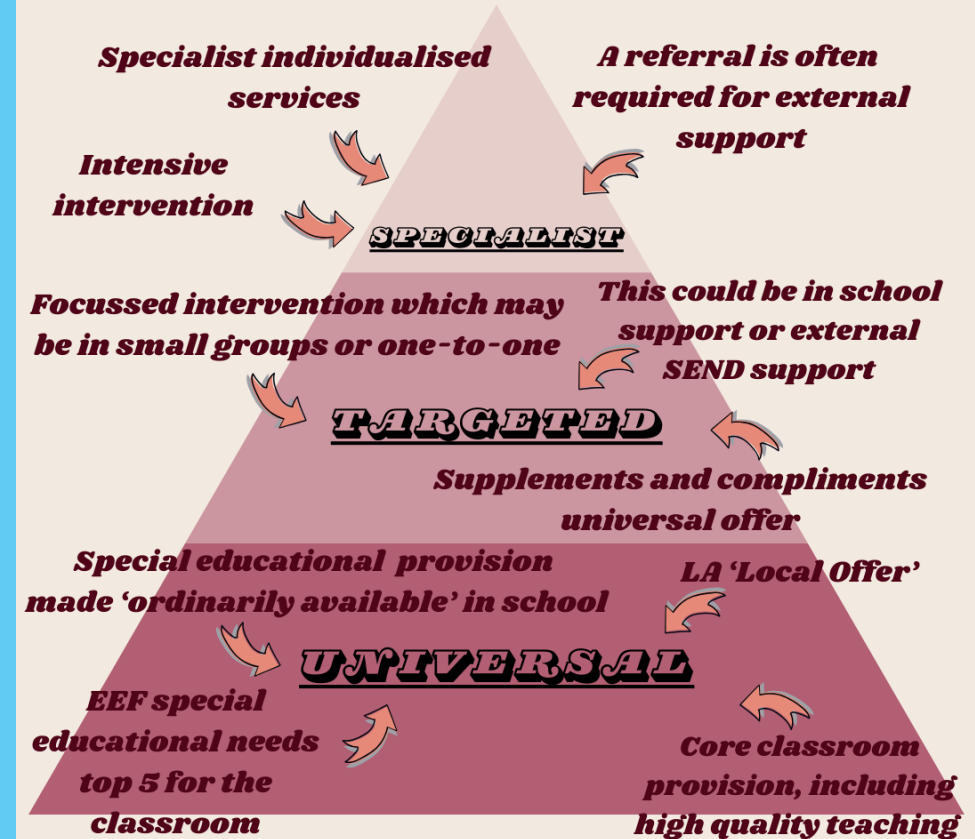 Specialist individualised
services
A referral is often
required for external
support
Intensive
intervention
SPECIALIST
Focussed intervention which may
be in small groups or one-to-one
This could be in school
support or external
SEND support
TARGETED
Supplements and compliments
universal offer
Special educational provision
made ‘ordinarily available’ in school
LA ‘Local Offer’
UNIVERSAL
EEF special
educational needs
top 5 for the
classroom
Core classroom
provision, including
high quality teaching